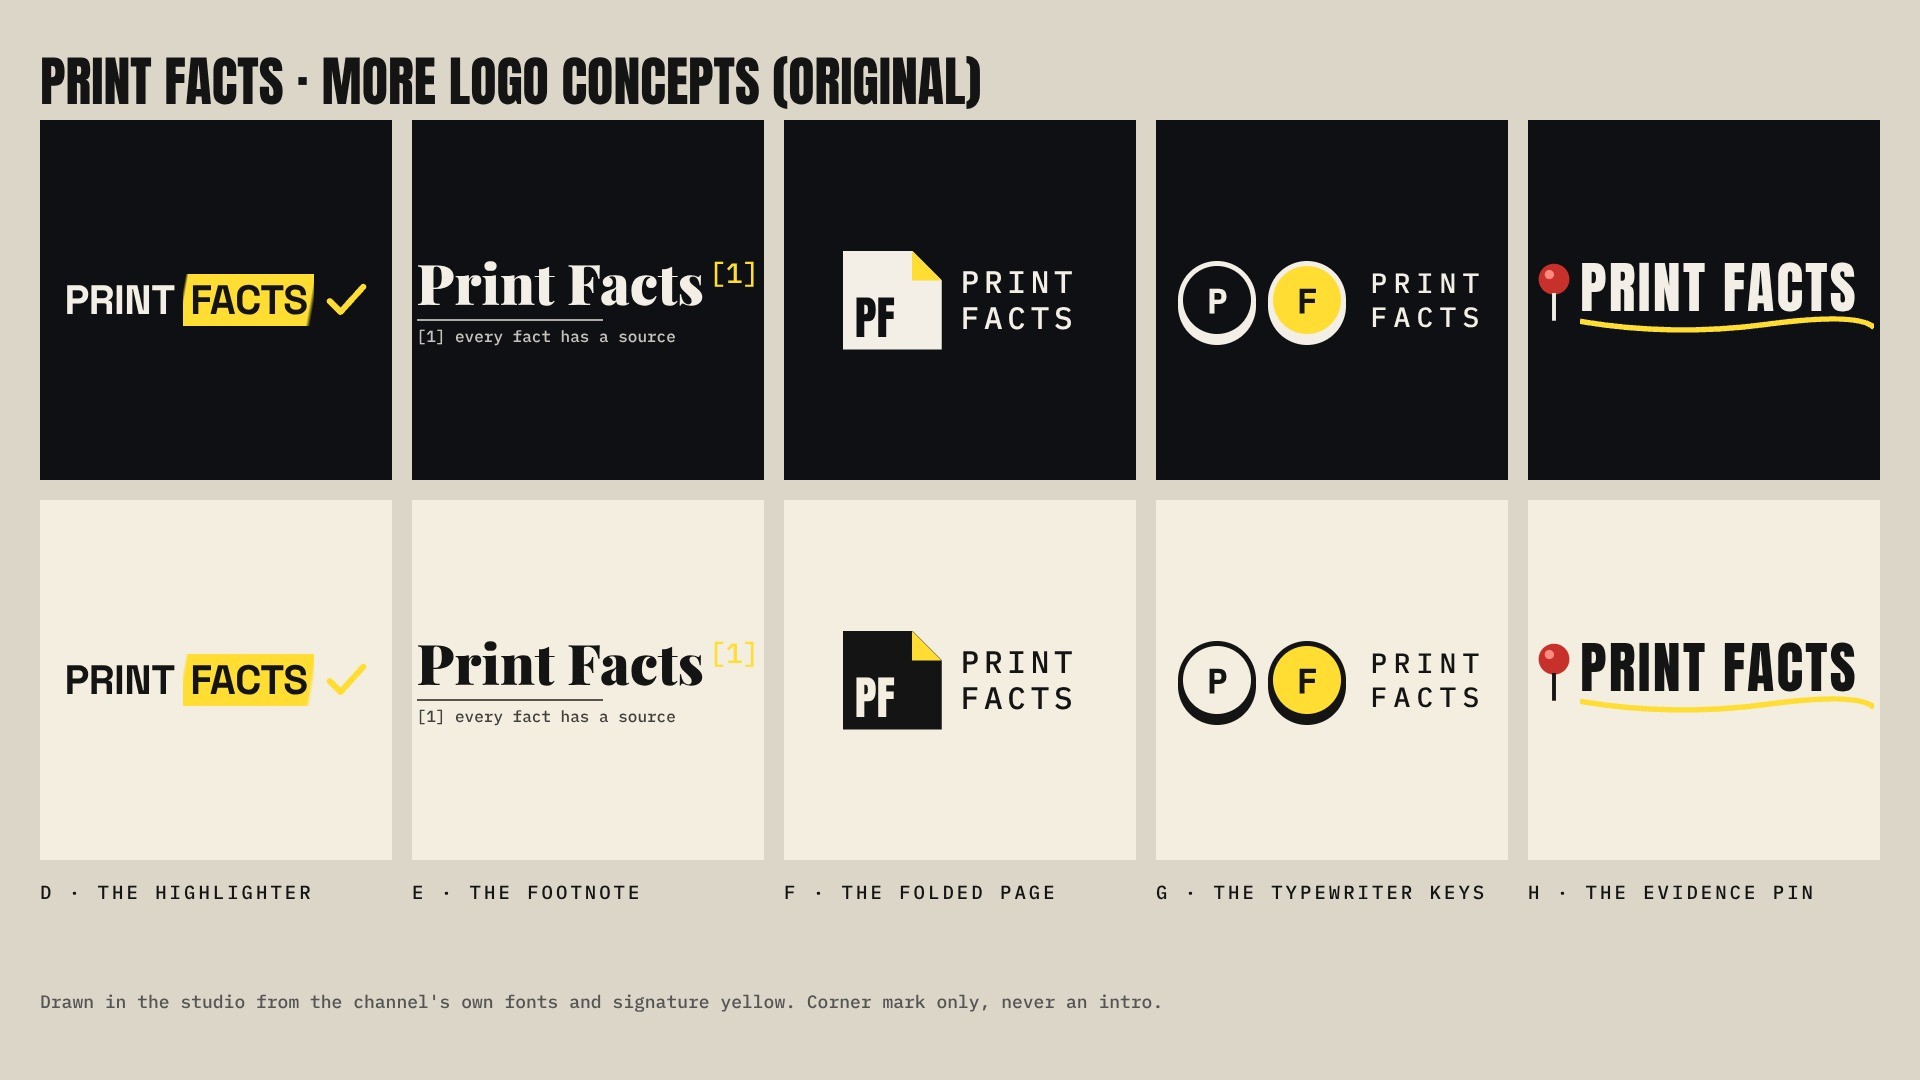 PRINT FACTS · MORE LOGO CONCEPTS (ORIGINAL)
PRINT FACTS
Print Facts [1]
[1] every fact has a source
PF
PRINT
FACTS
P F
PRINT
FACTS
PRINT FACTS
PRINT FACTS
Print Facts [1]
[1] every fact has a source
PF
PRINT
FACTS
P F
PRINT
FACTS
PRINT FACTS
D · THE HIGHLIGHTER
E · THE FOOTNOTE
F · THE FOLDED PAGE
G · THE TYPEWRITER KEYS
H · THE EVIDENCE PIN
Drawn in the studio from the channel's own fonts and signature yellow. Corner mark only, never an intro.